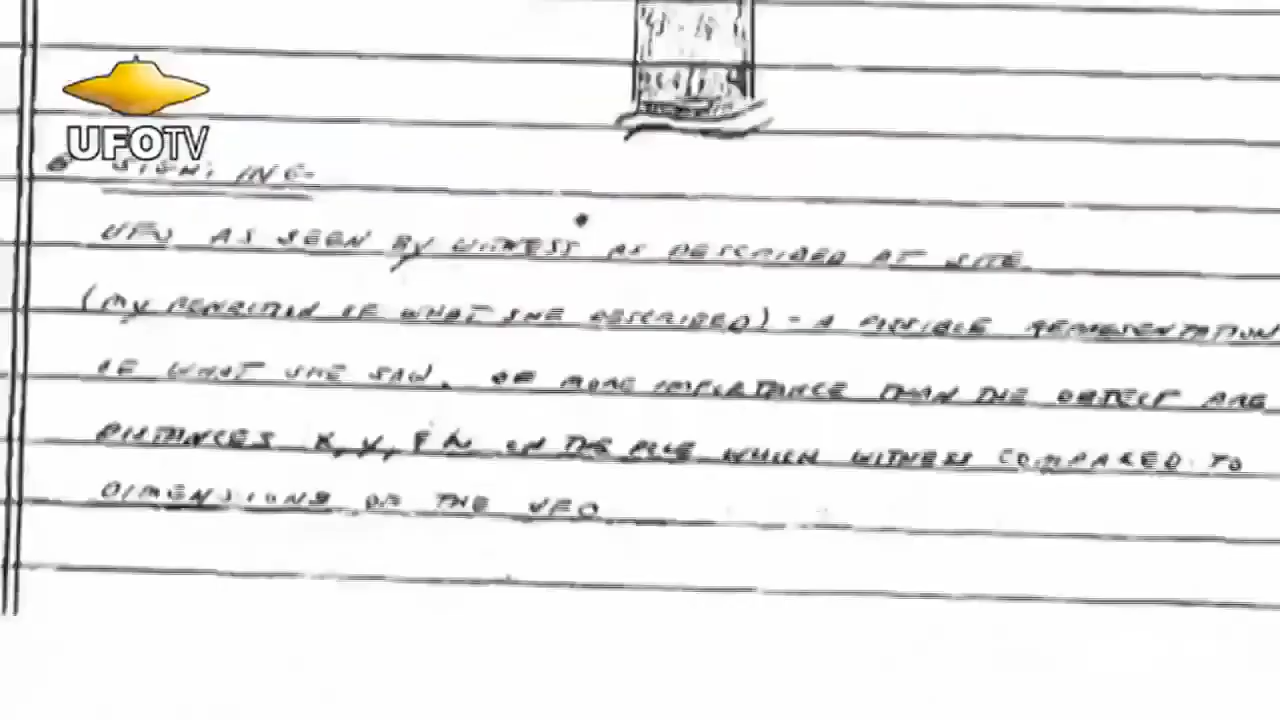 UFOTV
UFO AS SEEN BY WITNESS AS DESCRIBED AT SITE
(MY RENDITION OF WHAT SHE DESCRIBED) - A POSSIBLE REPRESENTATION
OF WHAT SHE SAW. OF MORE IMPORTANCE THAN THE OBJECT ARE
DISTANCES X, Y, & ON THE POLE WHICH WITNESS COMPARED TO
DIMENSIONS OF THE UFO